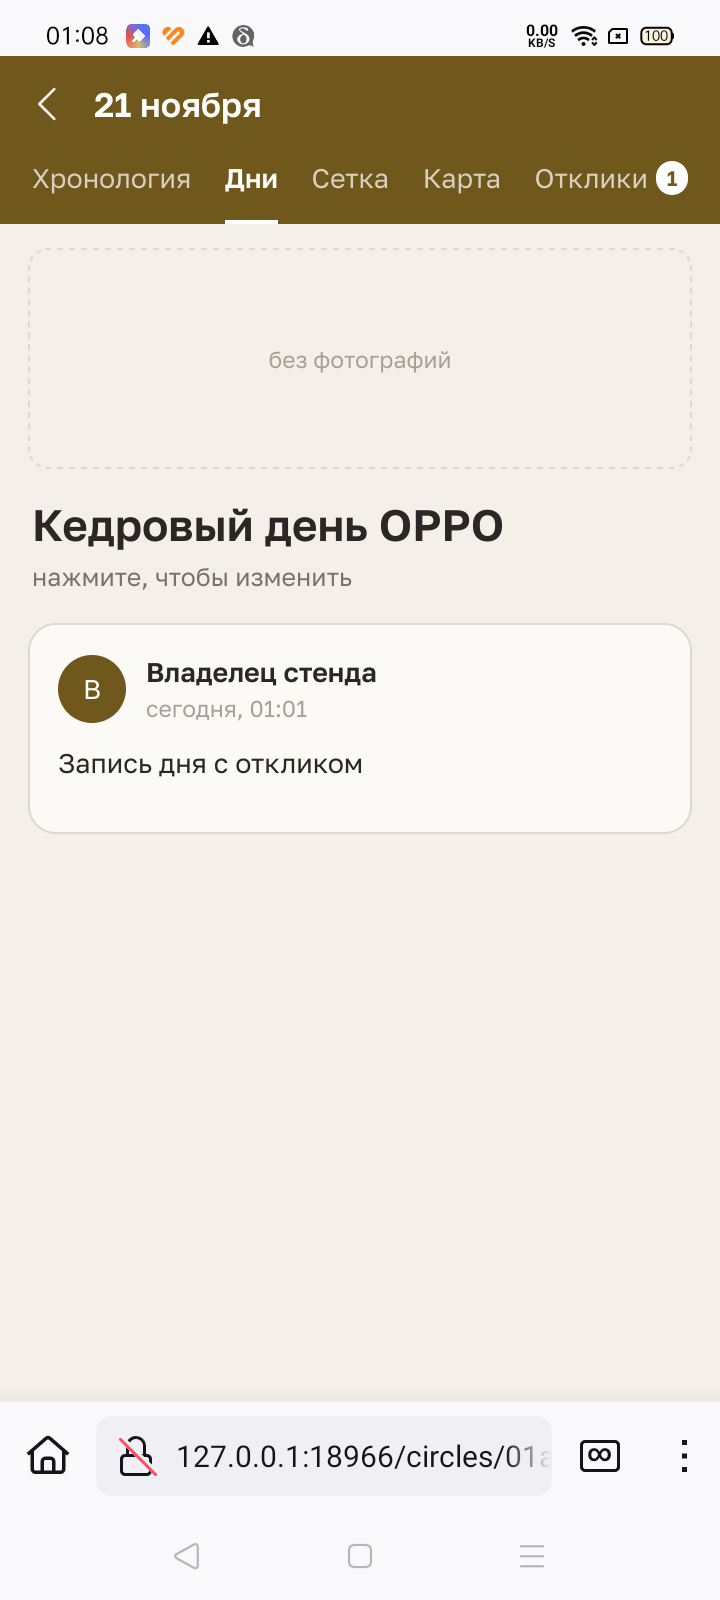 01:08
0.00 KB/S
100
21 ноября
Хронология Дни Сетка Карта Отклики 1
без фотографий
Кедровый день OPPO
нажмите, чтобы изменить
В
Владелец стенда
сегодня, 01:01
Запись дня с откликом
127.0.0.1:18966/circles/01a